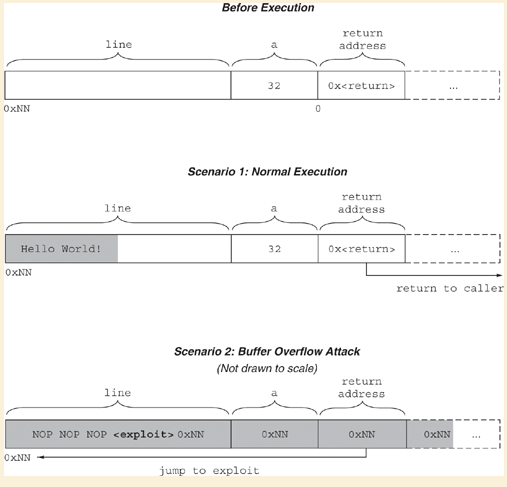 Before Execution
line a return address
32 0x<return> ...
0xNN 0
Scenario 1: Normal Execution
line a return address
Hello World! 32 0x<return> ...
0xNN
return to caller
Scenario 2: Buffer Overflow Attack
(Not drawn to scale)
line a return address
NOP NOP NOP <exploit> 0xNN 0xNN 0xNN 0xNN ...
0xNN
jump to exploit